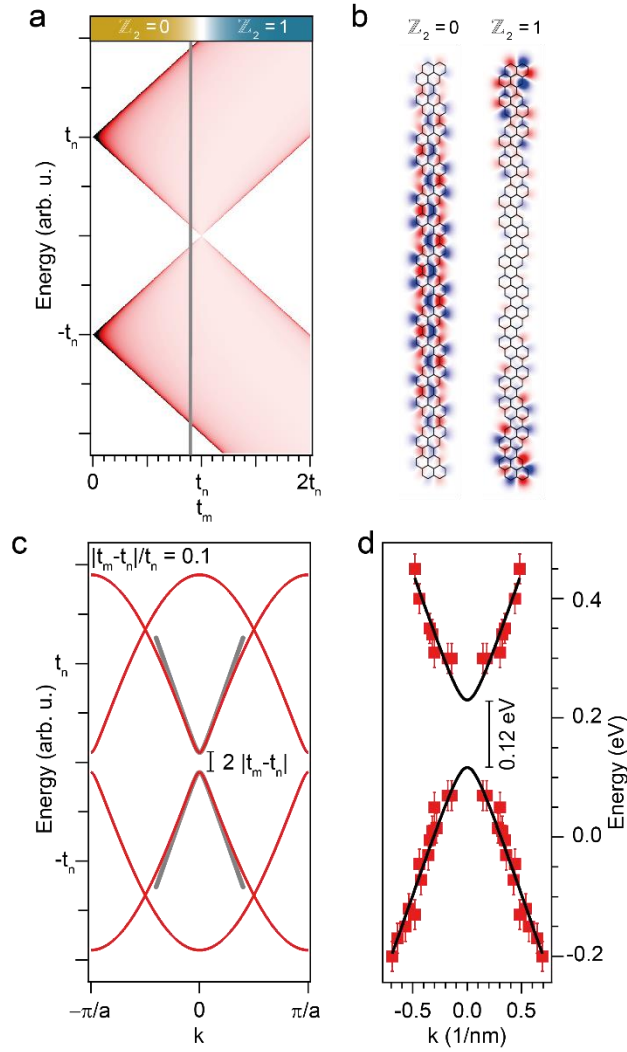 a
ℤ₂ = 0
ℤ₂ = 1
Energy (arb. u.)
tₙ
-tₙ
0
tₙ
2tₙ
tₘ
b
ℤ₂ = 0
ℤ₂ = 1
c
|tₘ-tₙ|/tₙ = 0.1
Energy (arb. u.)
tₙ
-tₙ
2 |tₘ-tₙ|
−π/a
0
π/a
k
d
0.12 eV
Energy (eV)
0.4
0.2
0.0
-0.2
-0.5
0.0
0.5
k (1/nm)